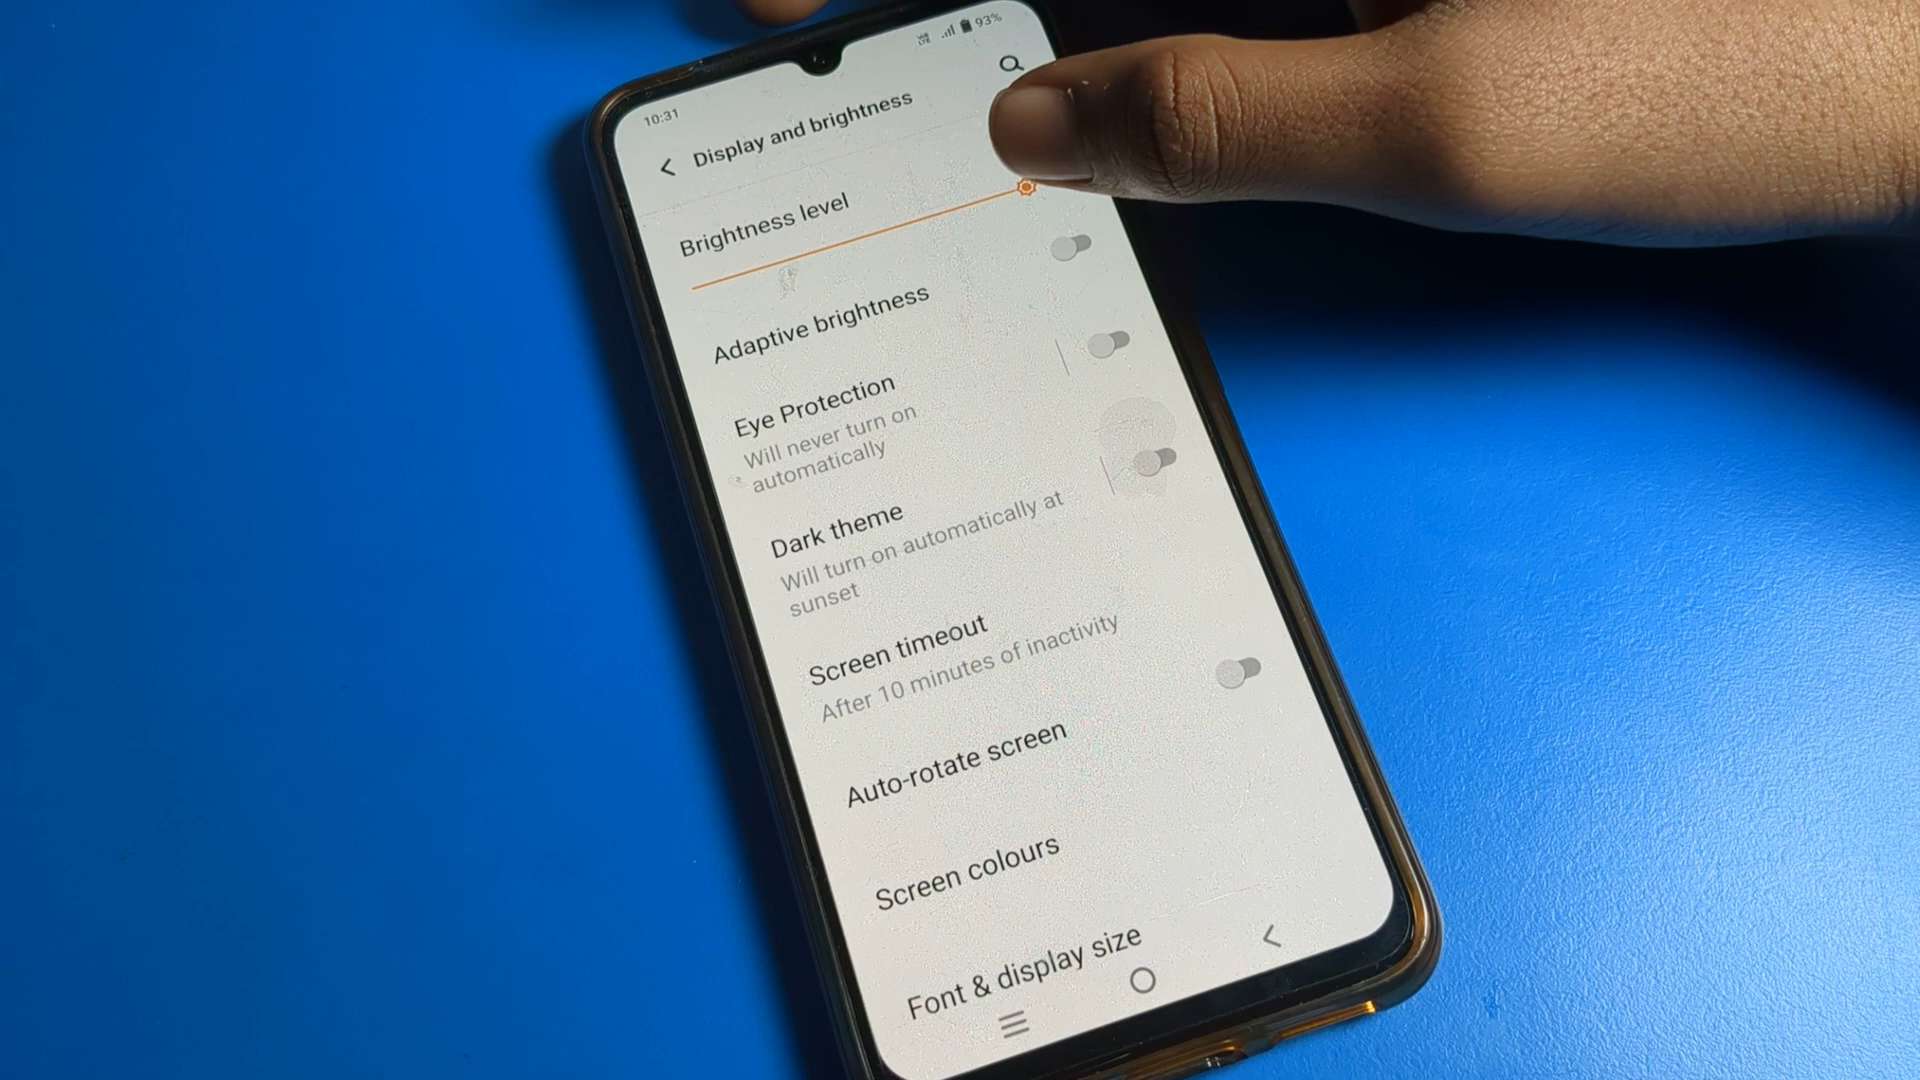 10:31
Vo
LTE
93%
Display and brightness
Brightness level
Adaptive brightness
Eye Protection
Will never turn on
automatically
Dark theme
Will turn on automatically at
sunset
Screen timeout
After 10 minutes of inactivity
Auto-rotate screen
Screen colours
Font & display size